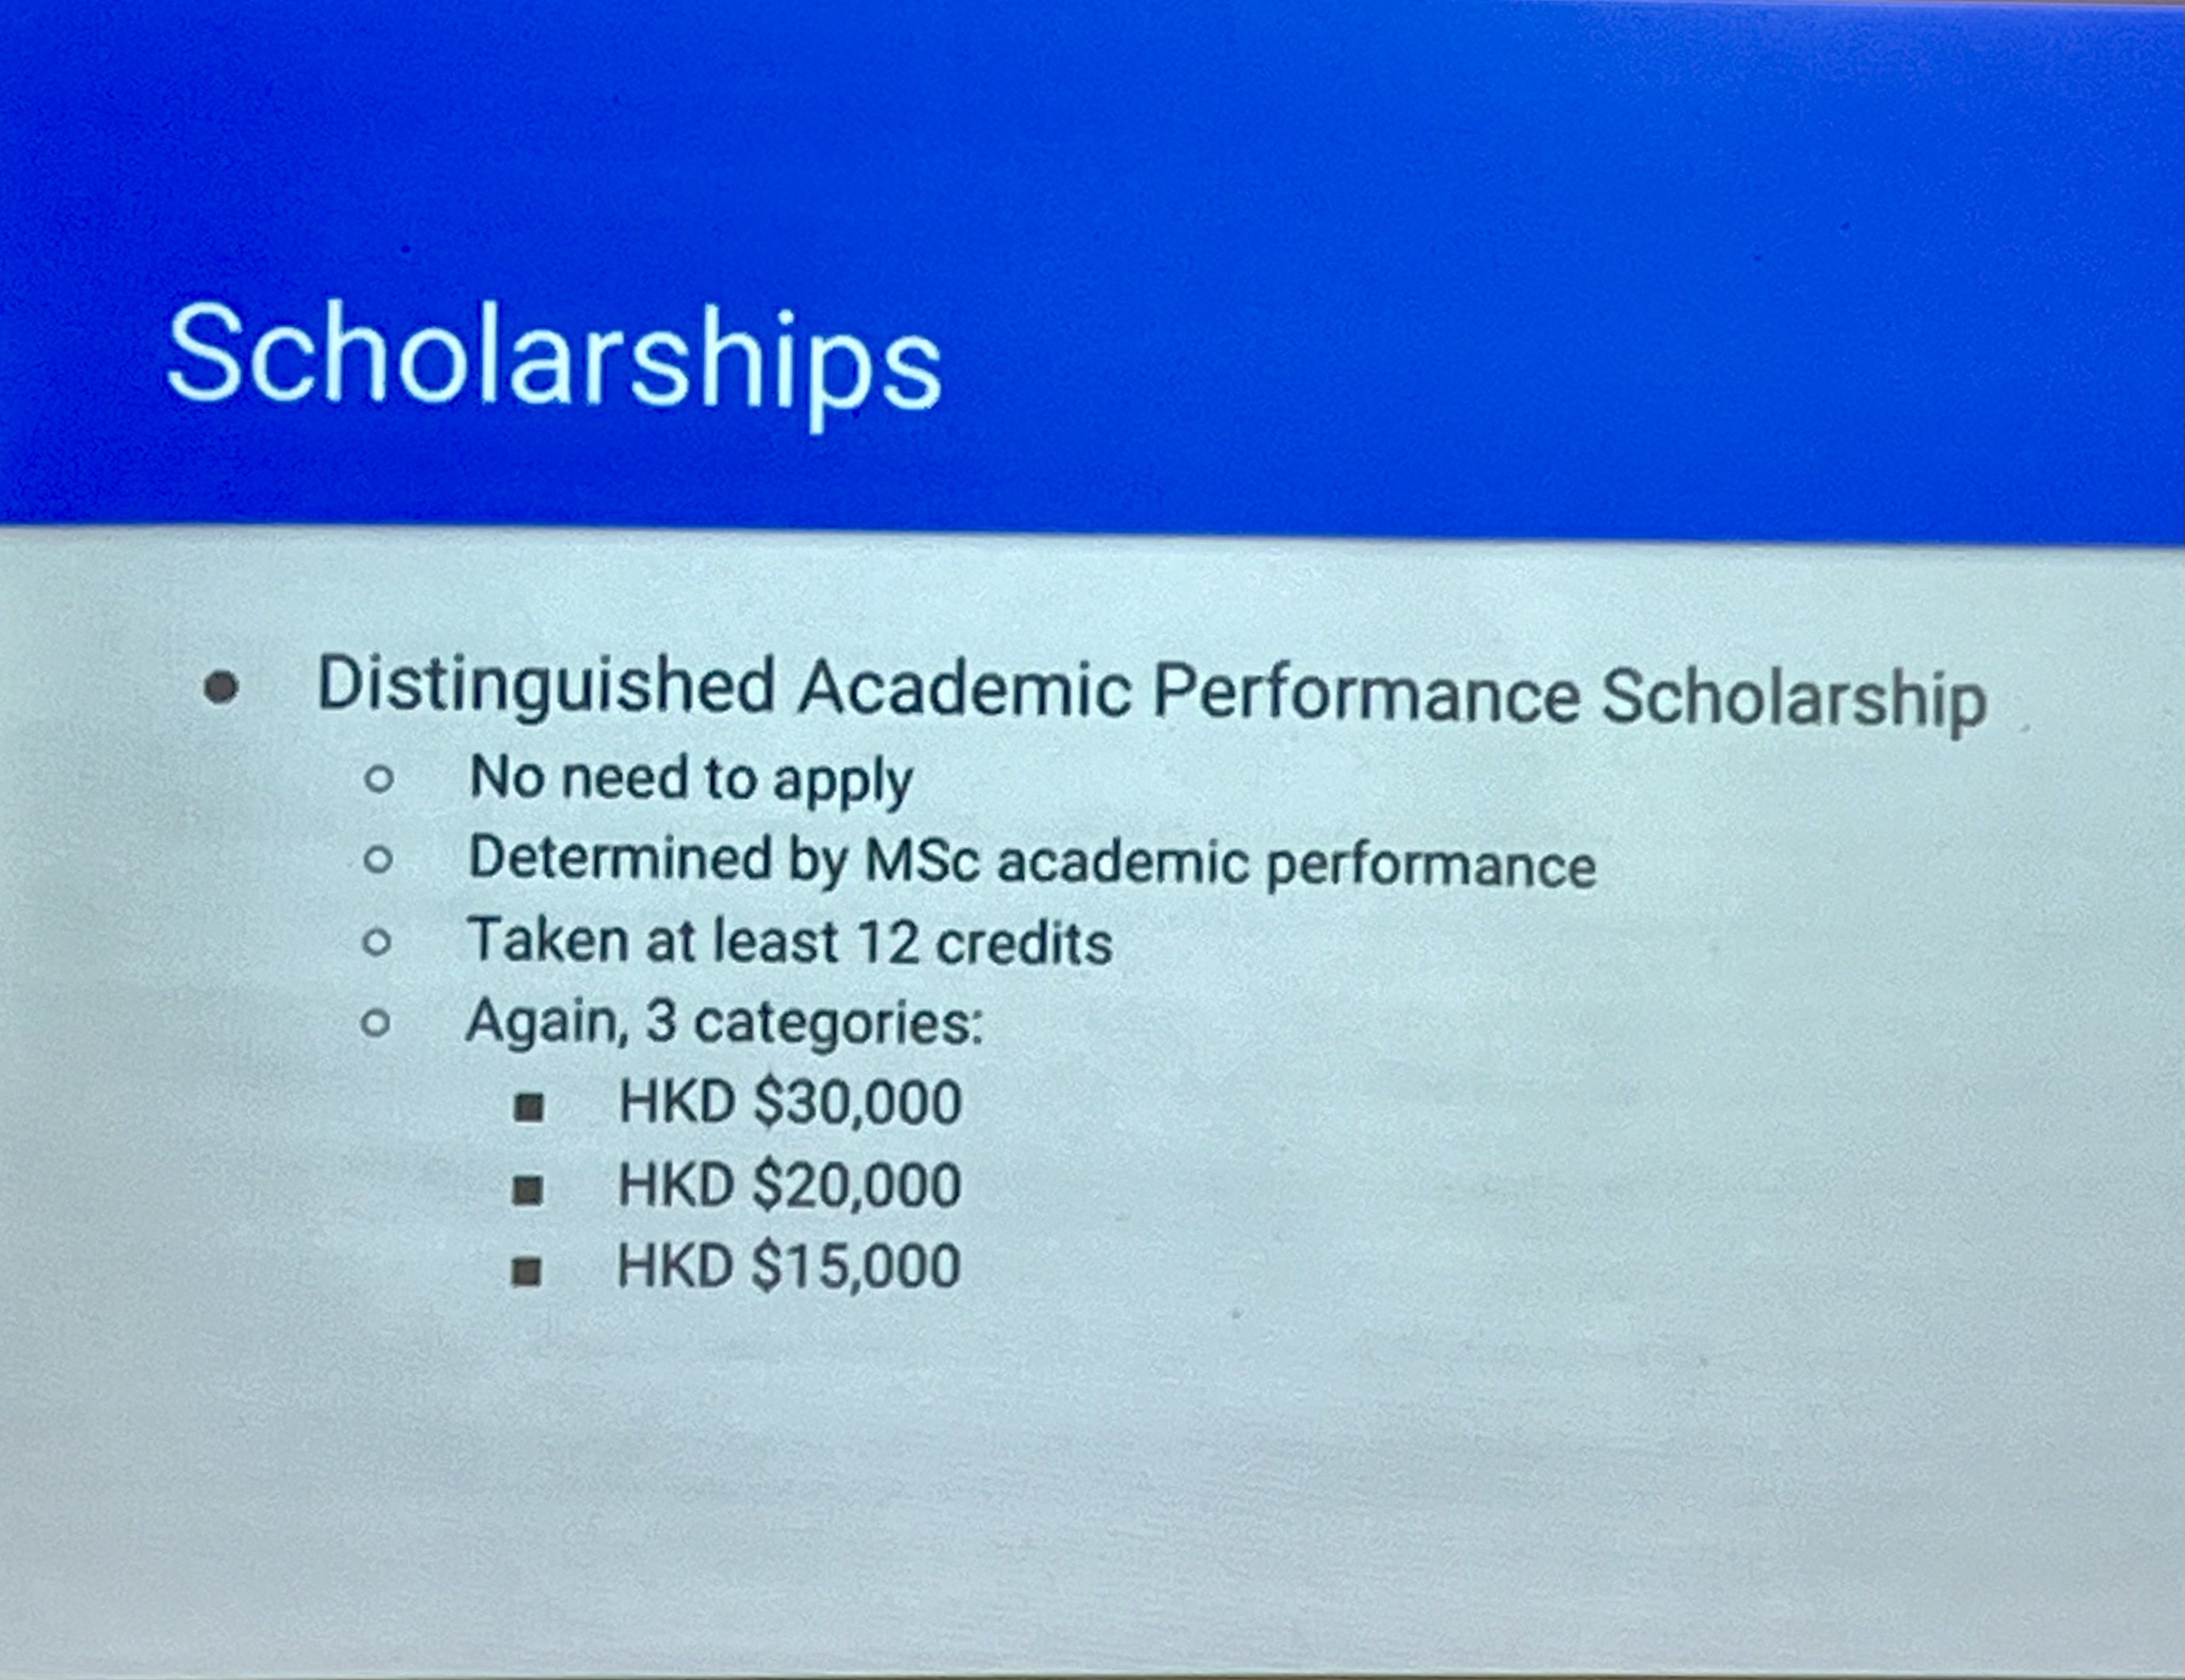 Scholarships
● Distinguished Academic Performance Scholarship
○ No need to apply
○ Determined by MSc academic performance
○ Taken at least 12 credits
○ Again, 3 categories:
■ HKD $30,000
■ HKD $20,000
■ HKD $15,000